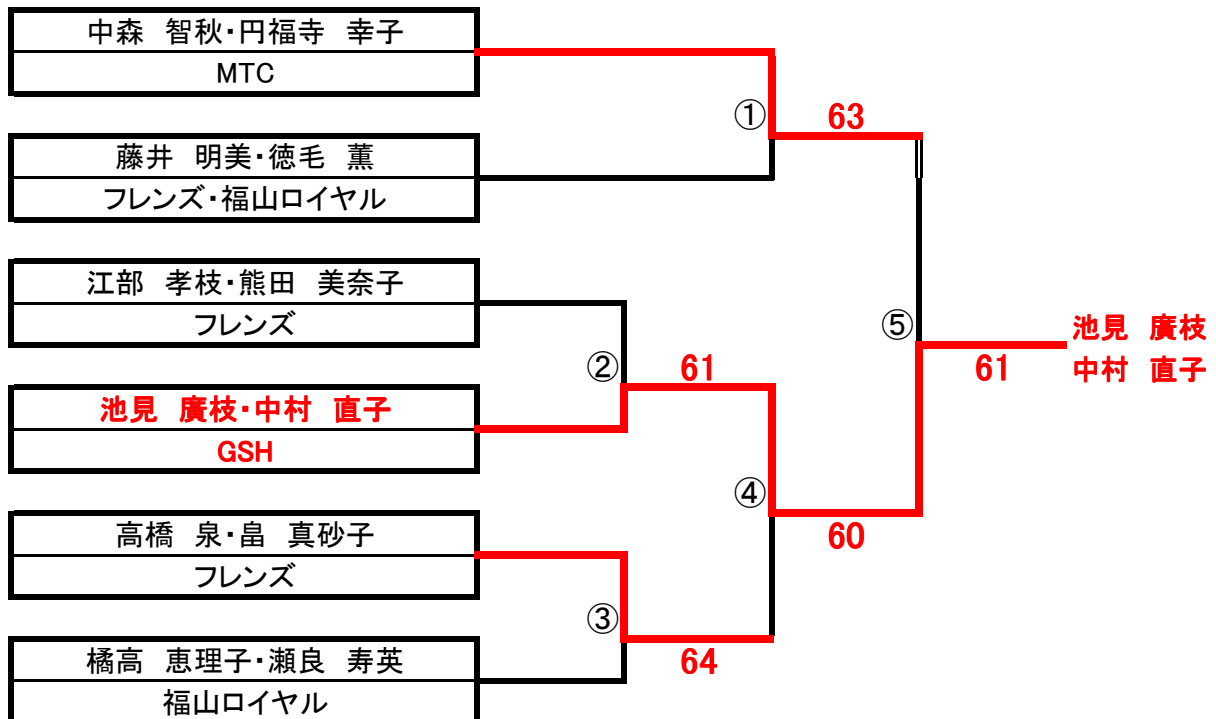 中森　智秋・円福寺　幸子
MTC
①
63
藤井　明美・徳毛　薫
フレンズ・福山ロイヤル
江部　孝枝・熊田　美奈子
フレンズ
②
61
⑤
61
池見　廣枝
中村　直子
池見　廣枝・中村　直子
GSH
④
60
高橋　泉・畠　真砂子
フレンズ
③
64
橘高　恵理子・瀬良　寿英
福山ロイヤル